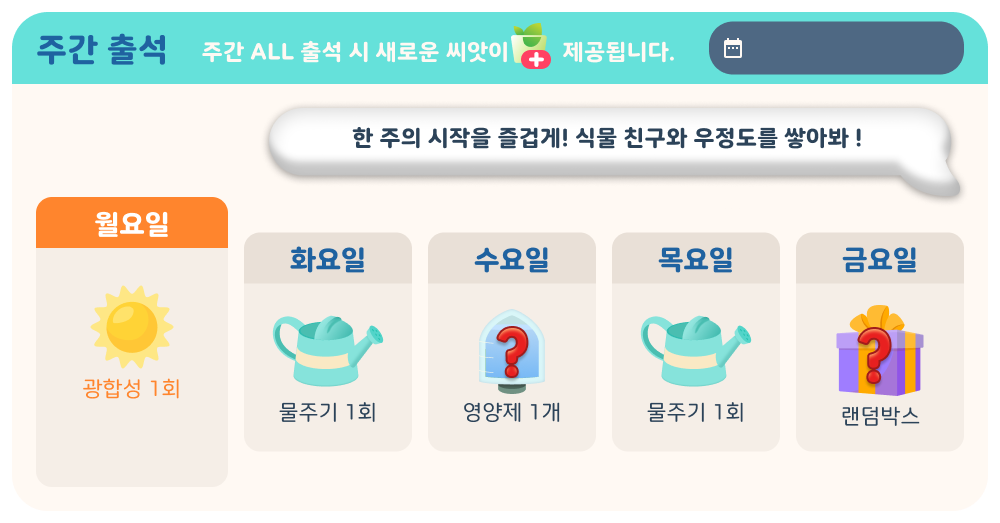 주간 출석
주간 ALL 출석 시 새로운 씨앗이 제공됩니다.
한 주의 시작을 즐겁게! 식물 친구와 우정도를 쌓아봐 !
월요일
광합성 1회
화요일
물주기 1회
수요일
?
영양제 1개
목요일
물주기 1회
금요일
?
랜덤박스